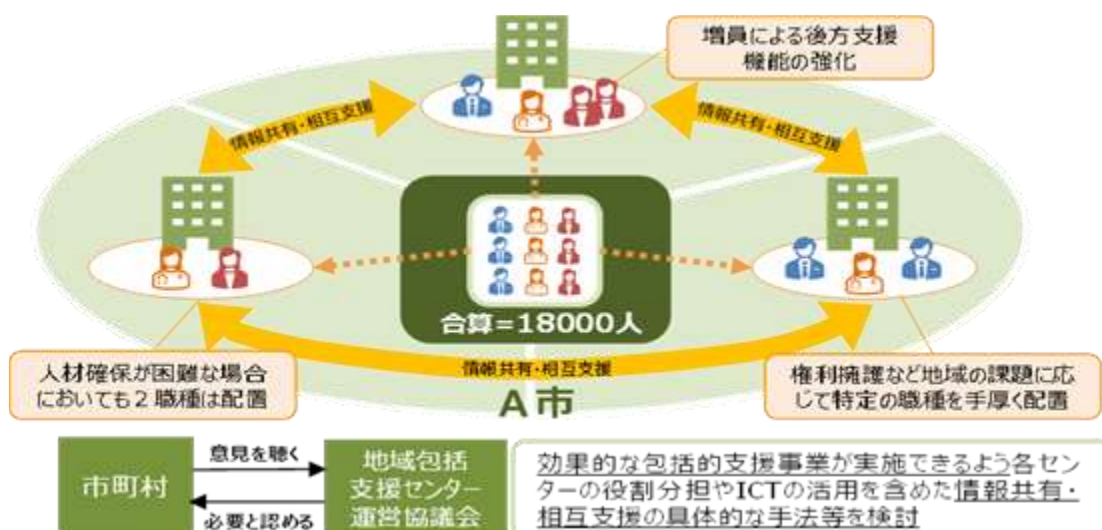 増員による後方支援
機能の強化
情報共有・相互支援
情報共有・相互支援
合算=18000人
人材確保が困難な場合
においても2職種は配置
情報共有・相互支援
権利擁護など地域の課題に応
じて特定の職種を手厚く配置
A市
市町村
意見を聴く
必要と認める
地域包括
支援センター
運営協議会
効果的な包括的支援事業が実施できるよう各セン
ターの役割分担やICTの活用を含めた情報共有・
相互支援の具体的な手法等を検討